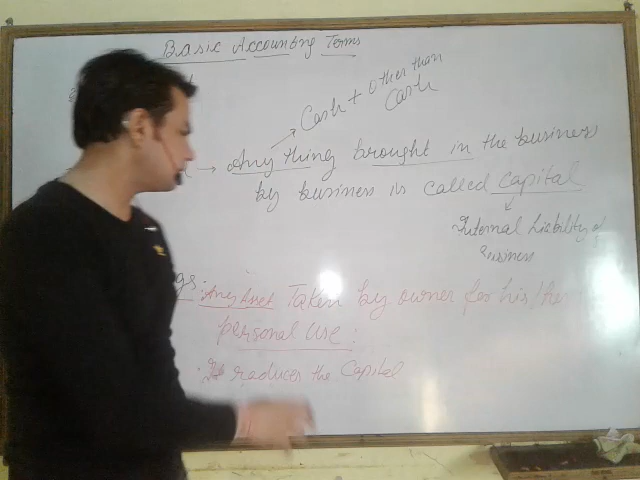 Basic Accounting Terms
Cash + Other than
Cash
→ Any thing brought in the business
by business is called capital
Internal Liability of
Business
gs: Any Asset Taken by owner for his/her
personal use:
It reduces the Capital